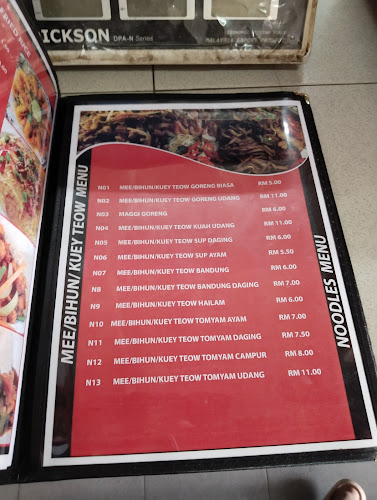 FRIED RICE
ICKSON DPA-N Series
MEE/BIHUN/KUEY TEOW MENU
N01 MEE/BIHUN/KUEY TEOW GORENG BIASA RM 5.00
N02 MEE/BIHUN/KUEY TEOW GORENG UDANG RM 11.00
N03 MAGGI GORENG RM 6.00
N04 MEE/BIHUN/KUEY TEOW KUAH UDANG RM 11.00
N05 MEE/BIHUN/KUEY TEOW SUP DAGING RM 6.00
N06 MEE/BIHUN/KUEY TEOW SUP AYAM RM 5.50
N07 MEE/BIHUN/KUEY TEOW BANDUNG RM 6.00
N8 MEE/BIHUN/KUEY TEOW BANDUNG DAGING RM 7.00
N9 MEE/BIHUN/KUEY TEOW HAILAM RM 6.00
N10 MEE/BIHUN/KUEY TEOW TOMYAM AYAM RM 7.00
N11 MEE/BIHUN/KUEY TEOW TOMYAM DAGING RM 7.50
N12 MEE/BIHUN/KUEY TEOW TOMYAM CAMPUR RM 8.00
N13 MEE/BIHUN/KUEY TEOW TOMYAM UDANG RM 11.00
NOODLES MENU